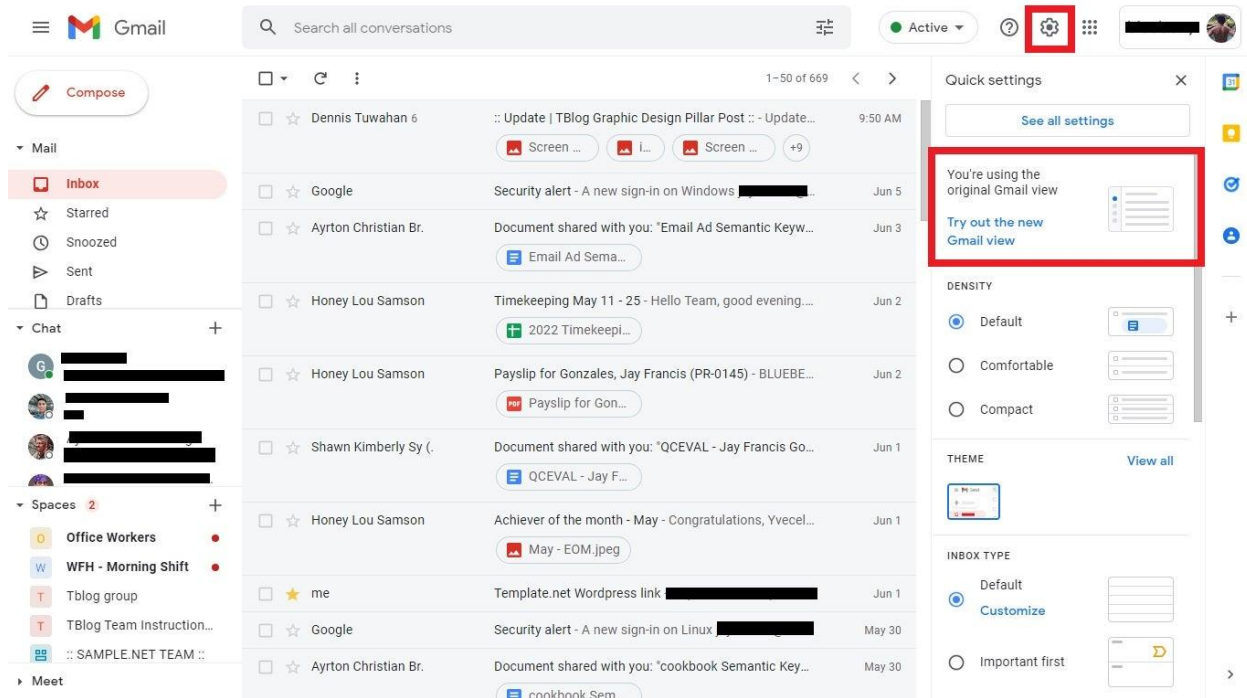 Gmail
Search all conversations
Active
Compose
Mail
Inbox
Starred
Snoozed
Sent
Drafts
Chat
G
Spaces 2
O Office Workers
W WFH - Morning Shift
T Tblog group
T TBlog Team Instruction...
:: SAMPLE.NET TEAM ::
Meet
1–50 of 669
Dennis Tuwahan 6 :: Update | TBlog Graphic Design Pillar Post :: - Update... 9:50 AM
Screen ... i... Screen ... +9
Google Security alert - A new sign-in on Windows Jun 5
Ayrton Christian Br. Document shared with you: "Email Ad Semantic Keyw... Jun 3
Email Ad Sema...
Honey Lou Samson Timekeeping May 11 - 25 - Hello Team, good evening.... Jun 2
2022 Timekeepi...
Honey Lou Samson Payslip for Gonzales, Jay Francis (PR-0145) - BLUEBE... Jun 2
PDF Payslip for Gon...
Shawn Kimberly Sy (. Document shared with you: "QCEVAL - Jay Francis Go... Jun 1
QCEVAL - Jay F...
Honey Lou Samson Achiever of the month - May - Congratulations, Yvecel... Jun 1
May - EOM.jpeg
me Template.net Wordpress link - Jun 1
Google Security alert - A new sign-in on Linux May 30
Ayrton Christian Br. Document shared with you: "cookbook Semantic Key... May 30
cookbook Sem...
Quick settings
See all settings
You're using the
original Gmail view
Try out the new
Gmail view
DENSITY
Default
Comfortable
Compact
THEME View all
INBOX TYPE
Default
Customize
Important first
31